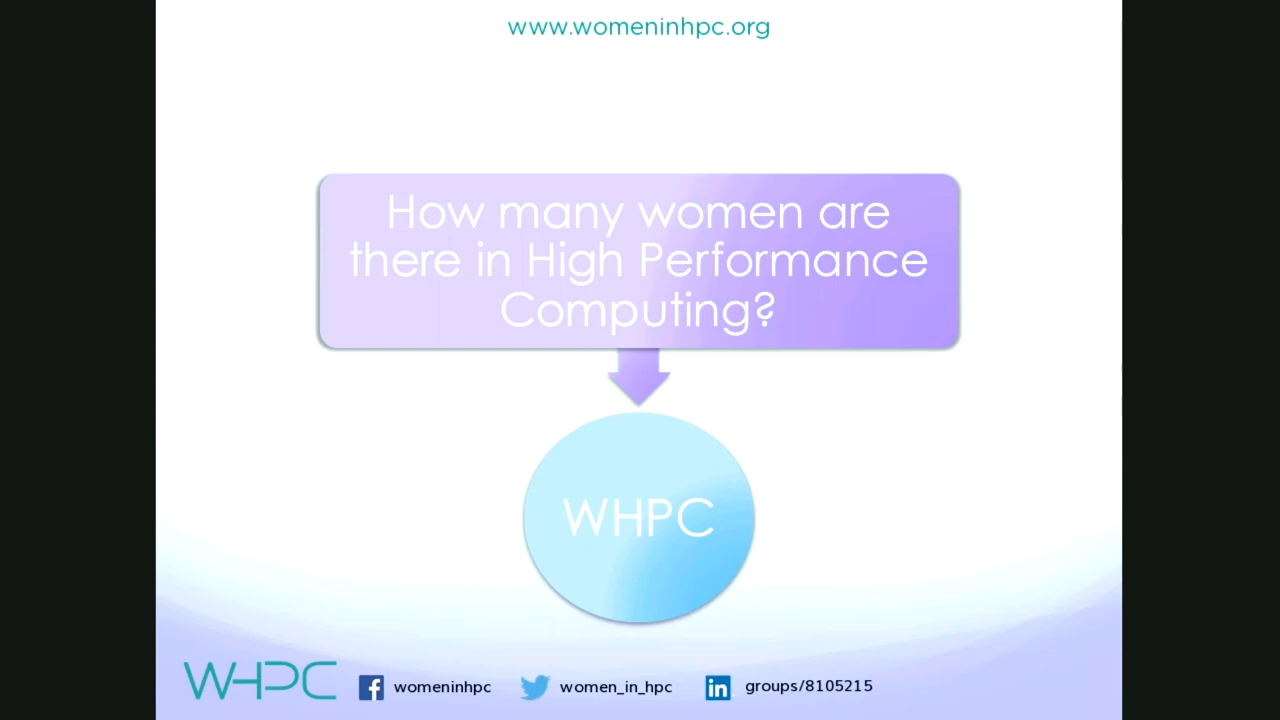 www.womeninhpc.org
How many women are
there in High Performance
Computing?
WHPC
WHPC womeninhpc women_in_hpc groups/8105215